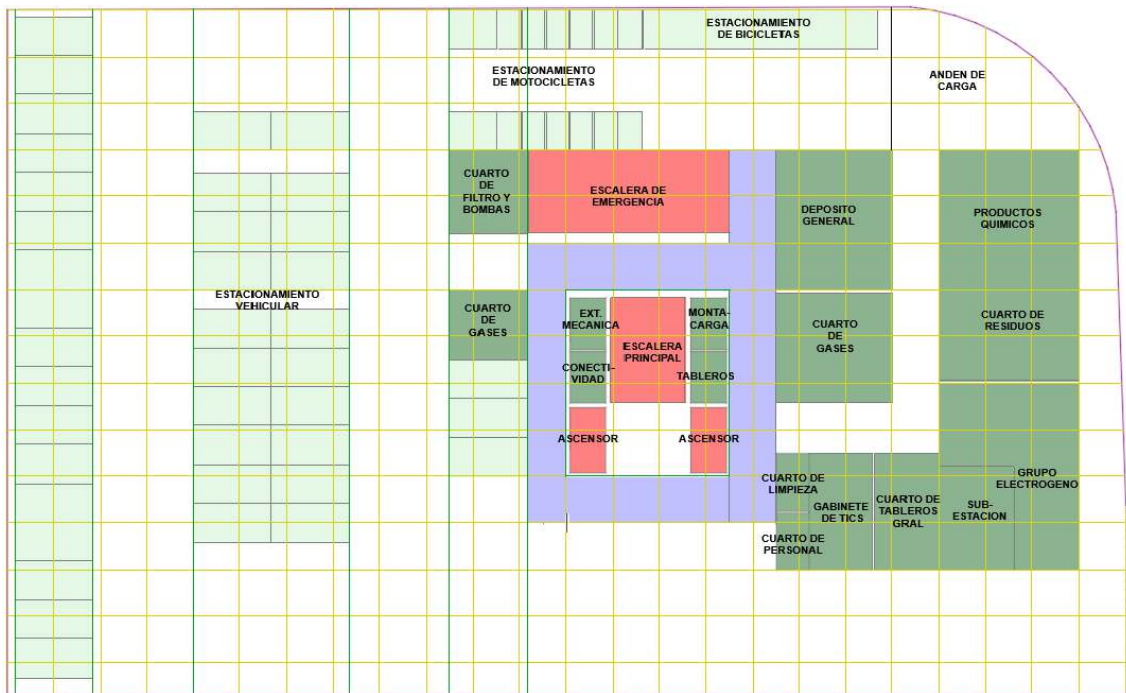 ESTACIONAMIENTO
DE BICICLETAS
ESTACIONAMIENTO
DE MOTOCICLETAS
ANDEN DE
CARGA
CUARTO
DE
FILTRO Y
BOMBAS
ESCALERA DE
EMERGENCIA
DEPOSITO
GENERAL
PRODUCTOS
QUIMICOS
ESTACIONAMIENTO
VEHICULAR
CUARTO
DE
GASES
EXT.
MECANICA
MONTA-
CARGA
ESCALERA
PRINCIPAL
CUARTO
DE
GASES
CUARTO DE
RESIDUOS
CONECTI-
VIDAD
TABLEROS
ASCENSOR
ASCENSOR
CUARTO DE
LIMPIEZA
GABINETE
DE TICS
CUARTO DE
TABLEROS
GRAL
SUB-
ESTACION
GRUPO
ELECTROGENO
CUARTO DE
PERSONAL